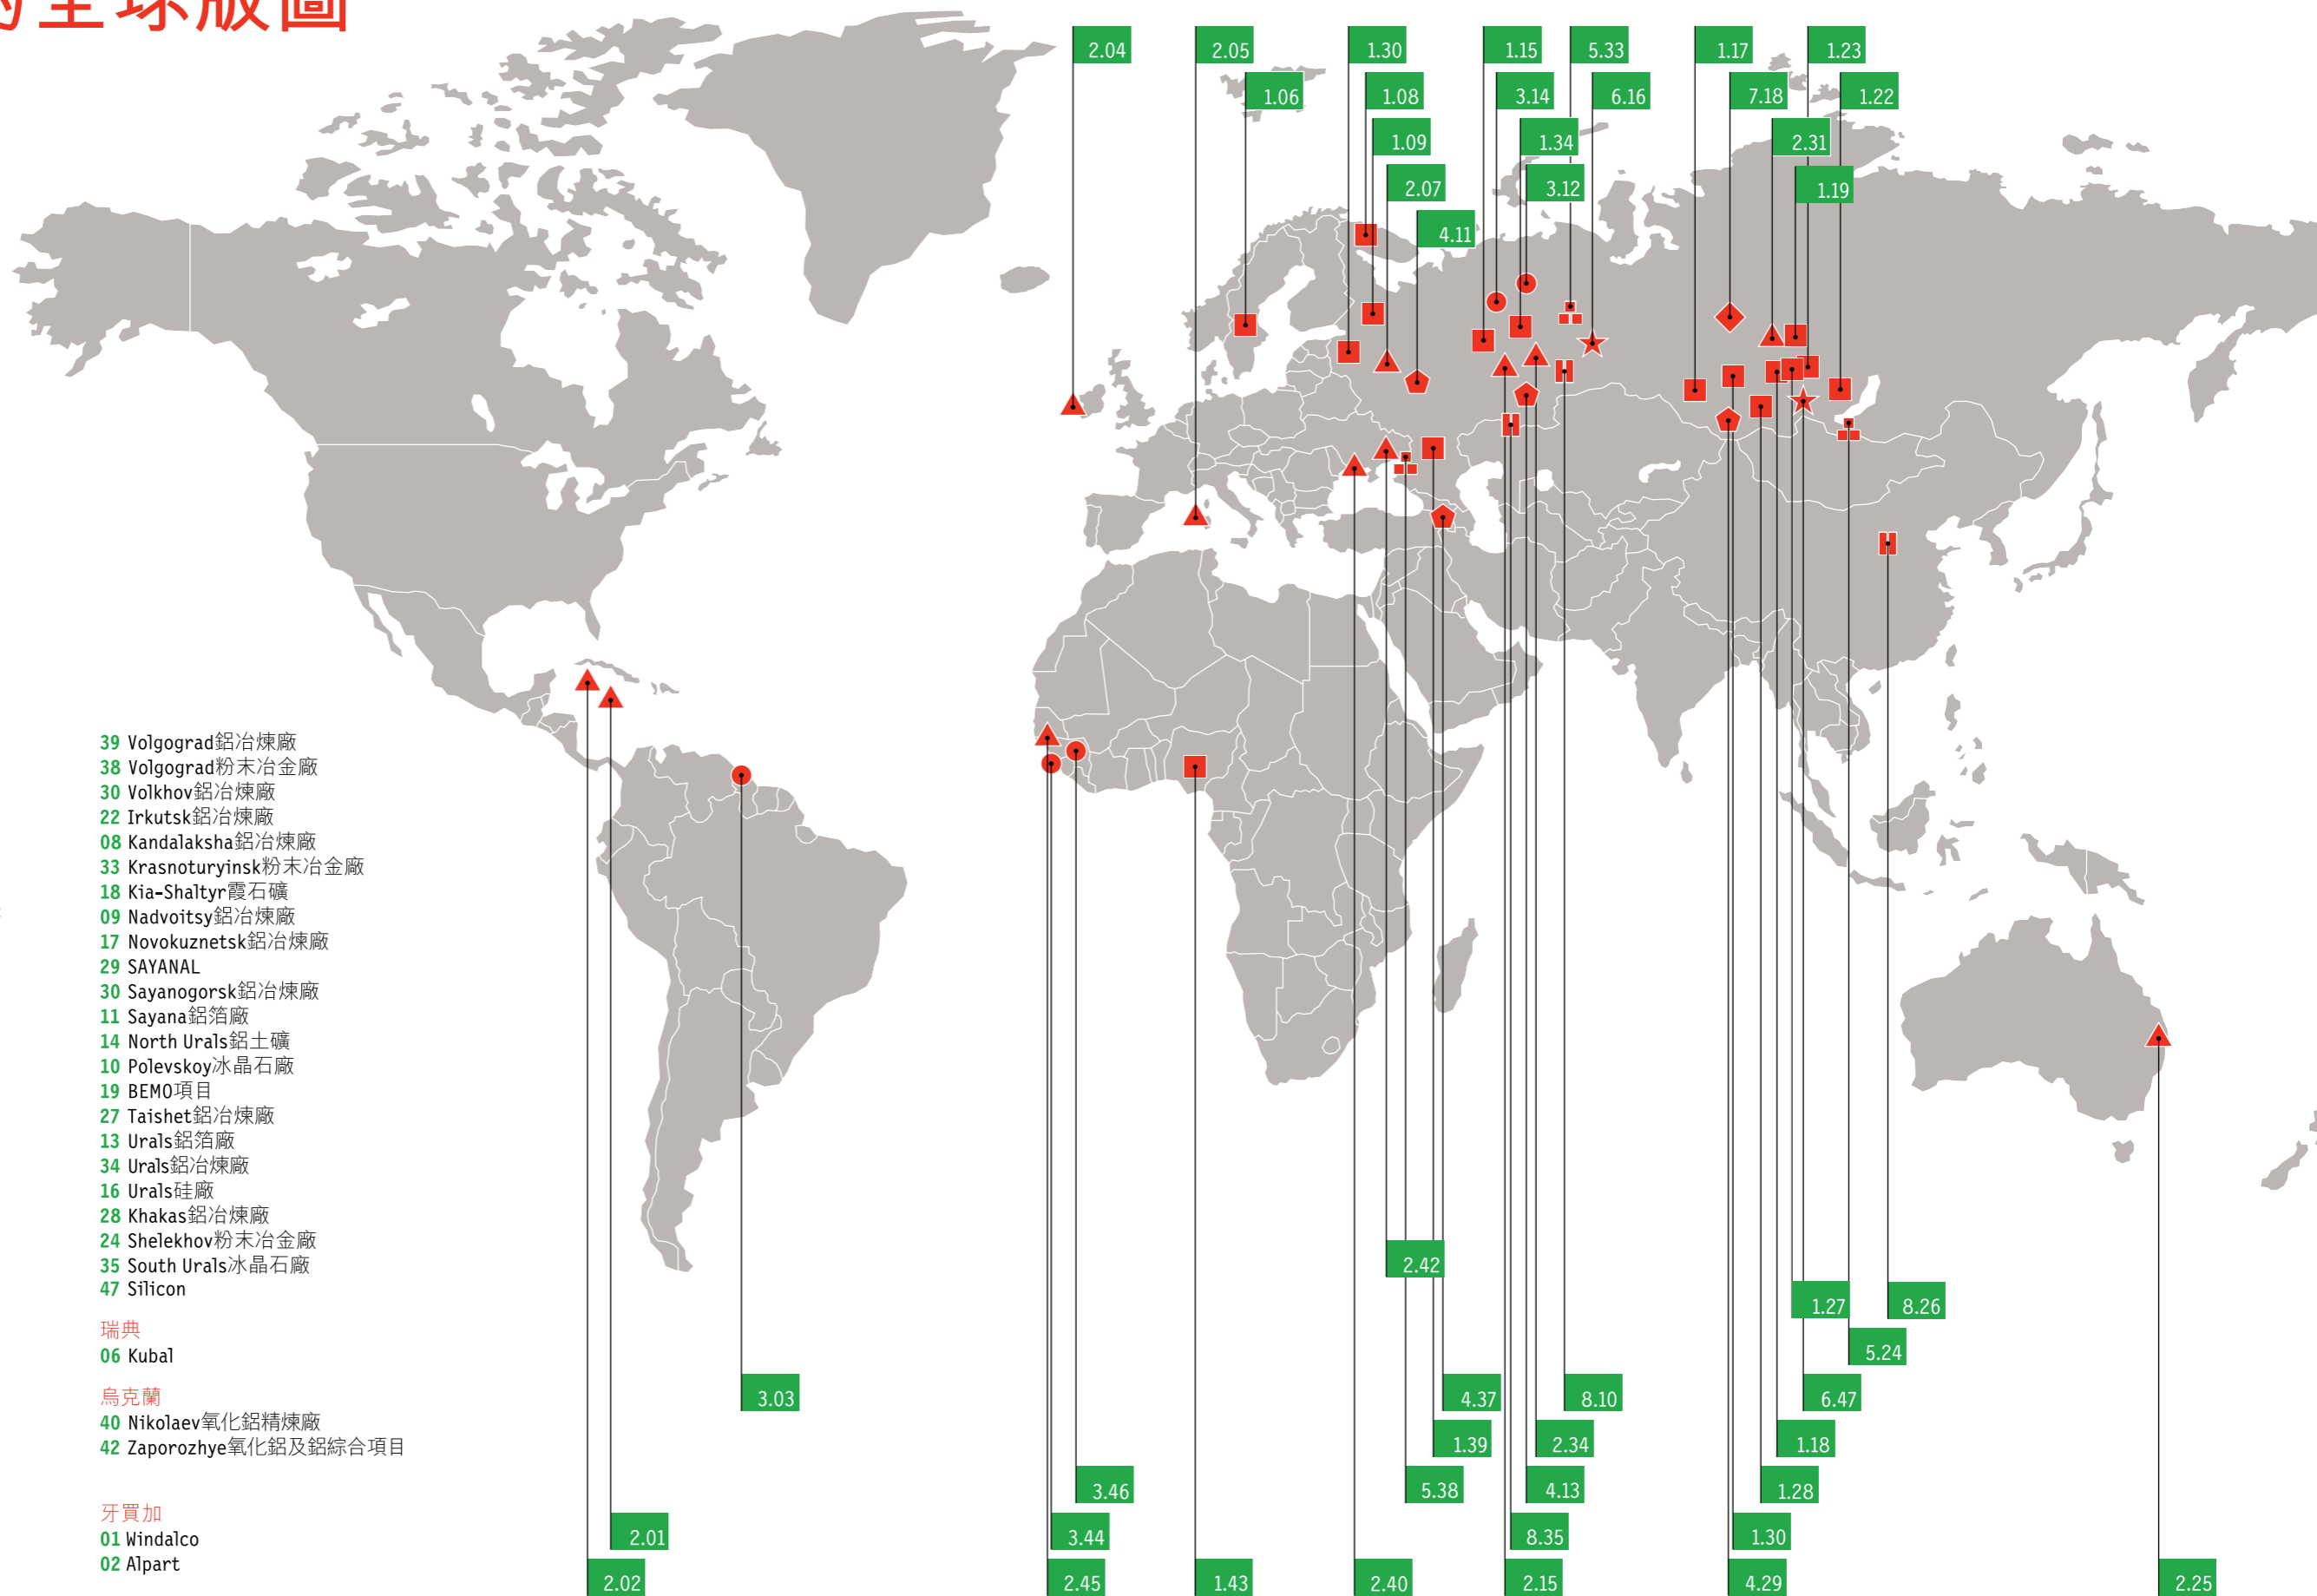 的全球版圖
2.04
2.05
1.30
1.15
5.33
1.17
1.23
1.06
1.08
3.14
6.16
7.18
1.22
1.09
1.34
2.31
2.07
3.12
1.19
4.11
39 Volgograd鋁冶煉廠
38 Volgograd粉末冶金廠
30 Volkhov鋁冶煉廠
22 Irkutsk鋁冶煉廠
08 Kandalaksha鋁冶煉廠
33 Krasnoturyinsk粉末冶金廠
18 Kia-Shaltyr霞石礦
09 Nadvoitsy鋁冶煉廠
17 Novokuznetsk鋁冶煉廠
29 SAYANAL
30 Sayanogorsk鋁冶煉廠
11 Sayana鋁箔廠
14 North Urals鋁土礦
10 Polevskoy冰晶石廠
19 BEMO項目
27 Taishet鋁冶煉廠
13 Urals鋁箔廠
34 Urals鋁冶煉廠
16 Urals硅廠
28 Khakas鋁冶煉廠
24 Shelekhov粉末冶金廠
35 South Urals冰晶石廠
47 Silicon
瑞典
06 Kubal
烏克蘭
40 Nikolaev氧化鋁精煉廠
42 Zaporozhye氧化鋁及鋁綜合項目
牙買加
01 Windalco
02 Alpart
2.42
1.27
8.26
5.24
3.03
4.37
8.10
6.47
1.39
2.34
1.18
3.46
5.38
4.13
1.28
2.01
3.44
8.35
1.30
2.02
2.45
1.43
2.40
2.15
4.29
2.25